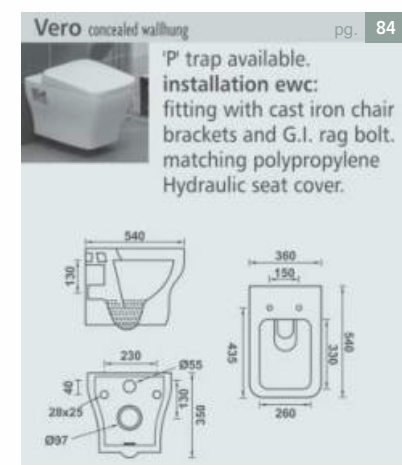 Vero concealed wallhung pg. 84
'P' trap available.
installation ewc:
fitting with cast iron chair
brackets and G.I. rag bolt.
matching polypropylene
Hydraulic seat cover.
540
130
360
150
435
330
540
260
230
Ø55
40
130
350
28x25
Ø97